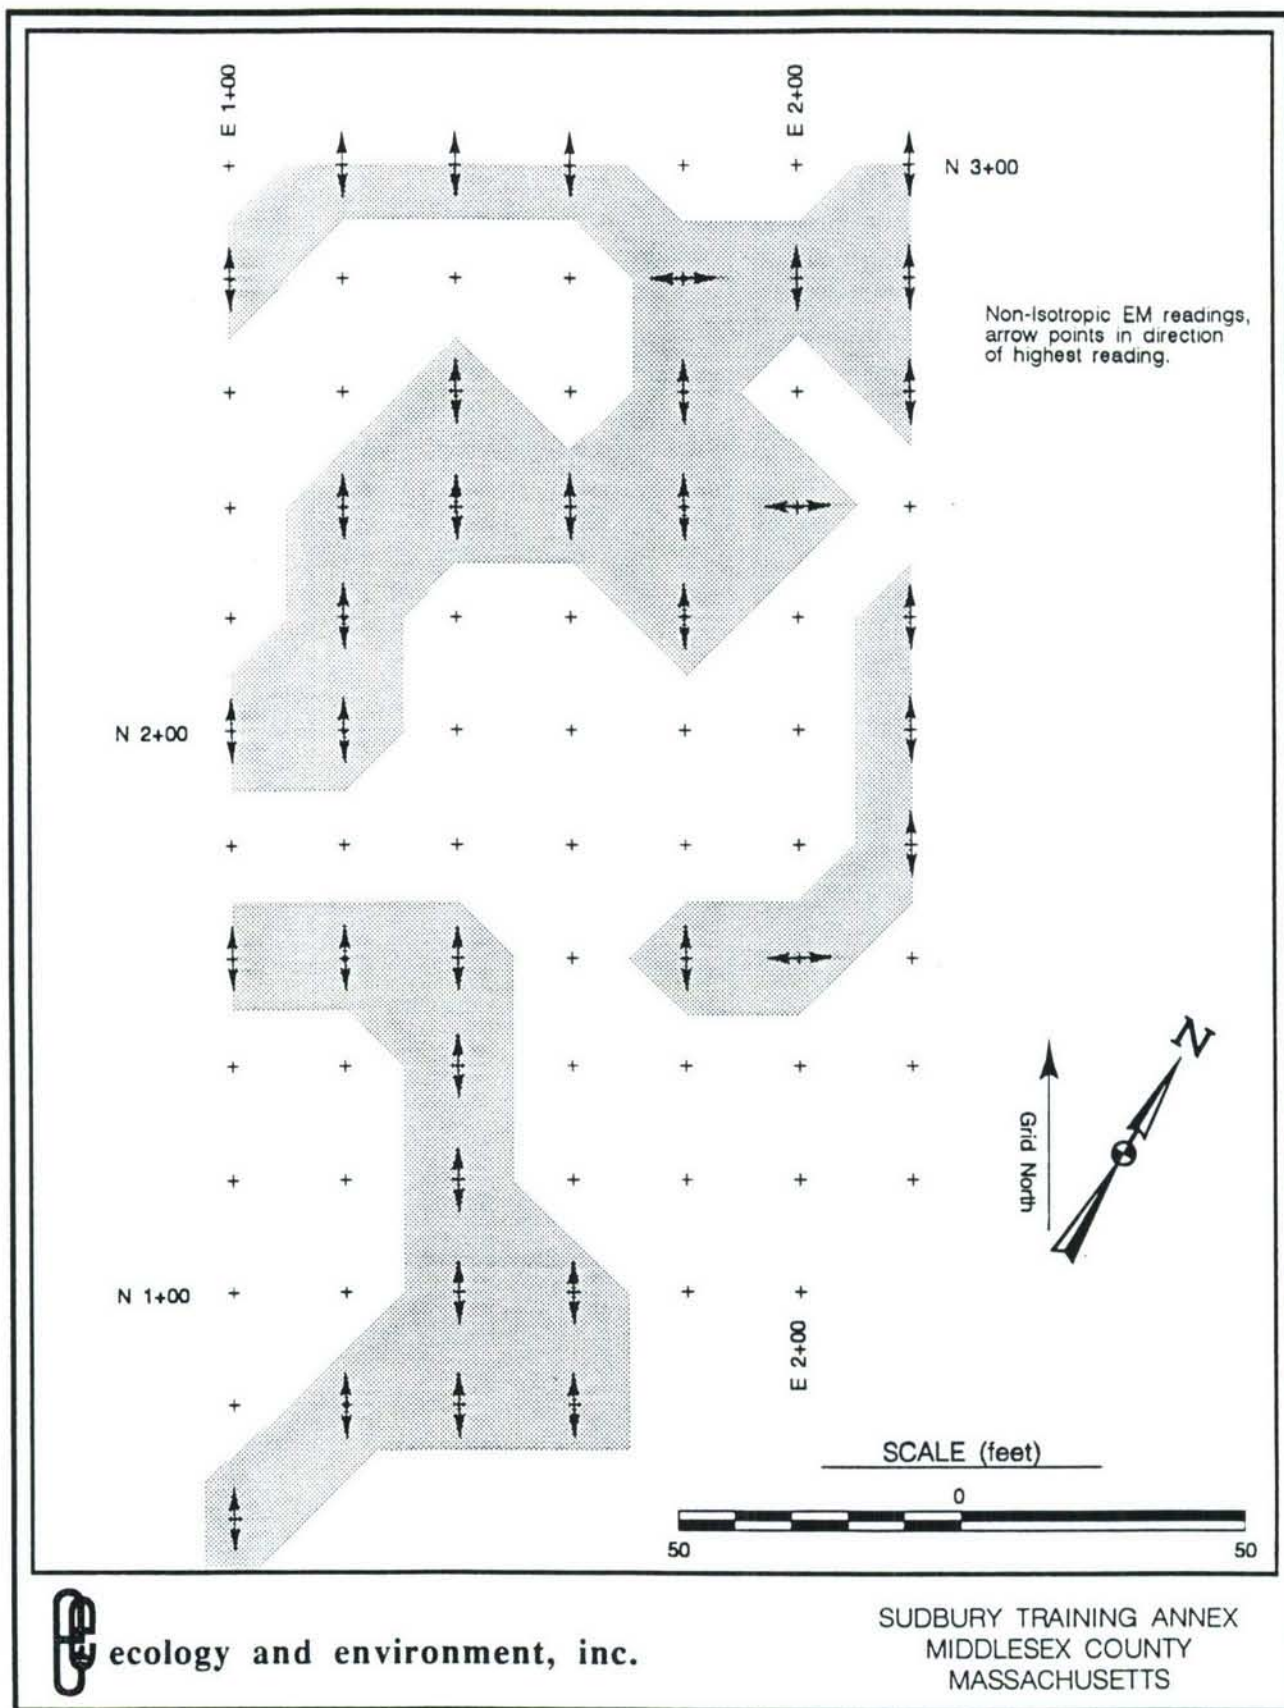 E 1+00
E 2+00
N 3+00
Non-Isotropic EM readings,
arrow points in direction
of highest reading.
N 2+00
N
Grid North
N 1+00
E 2+00
SCALE (feet)
0
50
50
ecology and environment, inc.
SUDBURY TRAINING ANNEX
MIDDLESEX COUNTY
MASSACHUSETTS